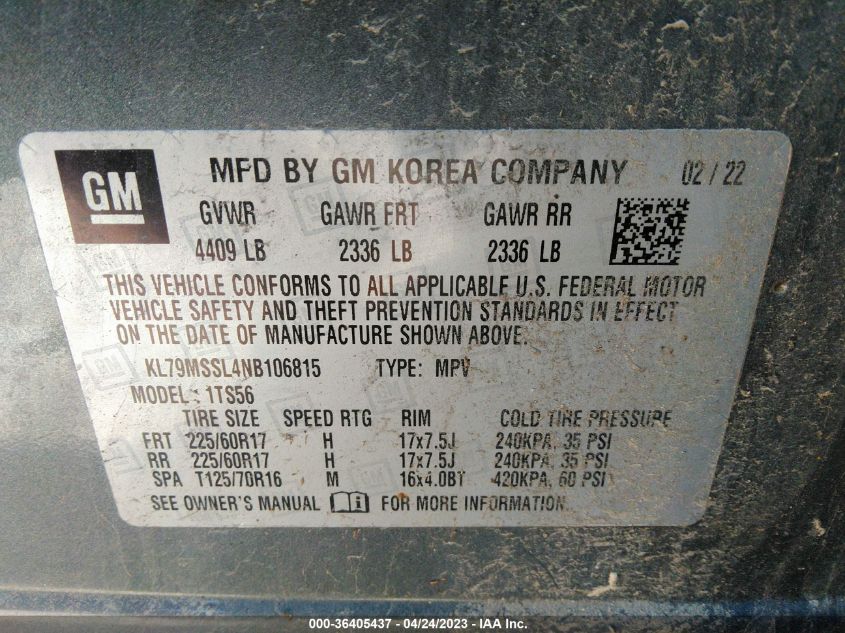 GM
MFD BY GM KOREA COMPANY 02 / 22
GVWR GAWR FRT GAWR RR
4409 LB 2336 LB 2336 LB
THIS VEHICLE CONFORMS TO ALL APPLICABLE U.S. FEDERAL MOTOR
VEHICLE SAFETY AND THEFT PREVENTION STANDARDS IN EFFECT
ON THE DATE OF MANUFACTURE SHOWN ABOVE.
KL79MSSL4NB106815 TYPE: MPV
MODEL: 1TS56
TIRE SIZE SPEED RTG RIM COLD TIRE PRESSURE
FRT 225/60R17 H 17x7.5J 240KPA, 35 PSI
RR 225/60R17 H 17x7.5J 240KPA, 35 PSI
SPA T125/70R16 M 16x4.0BT 420KPA, 60 PSI
SEE OWNER'S MANUAL FOR MORE INFORMATION.
000-36405437 - 04/24/2023 - IAA Inc.